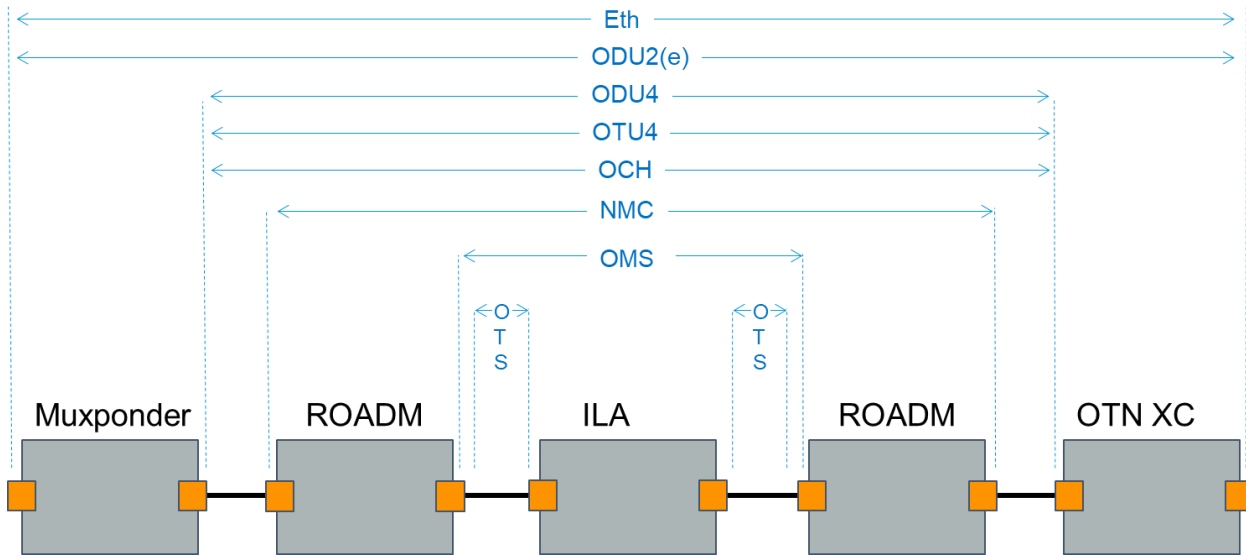 Eth
ODU2(e)
ODU4
OTU4
OCH
NMC
OMS
O
T
S
O
T
S
Muxponder
ROADM
ILA
ROADM
OTN XC